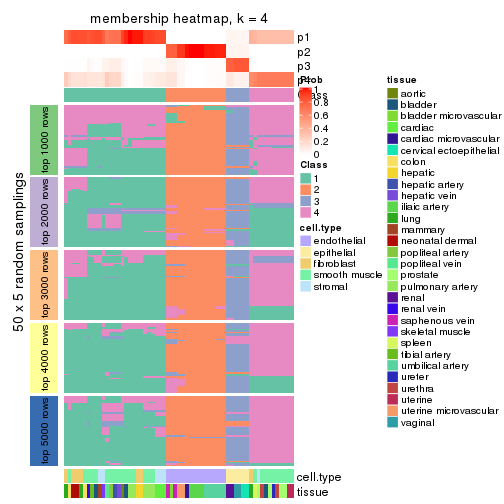 membership heatmap, k = 4
p1
p2
p3
p4
Class
50 x 5 random samplings
top 1000 rows
top 2000 rows
top 3000 rows
top 4000 rows
top 5000 rows
cell.type
tissue
Prob
1
0.8
0.6
0.4
0.2
0
Class
1
2
3
4
cell.type
endothelial
epithelial
fibroblast
smooth muscle
stromal
tissue
aortic
bladder
bladder microvascular
cardiac
cardiac microvascular
cervical ectoepithelial
colon
hepatic
hepatic artery
hepatic vein
iliaic artery
lung
mammary
neonatal dermal
popliteal artery
popliteal vein
prostate
pulmonary artery
renal
renal vein
saphenous vein
skeletal muscle
spleen
tibial artery
umbilical artery
ureter
urethra
uterine
uterine microvascular
vaginal